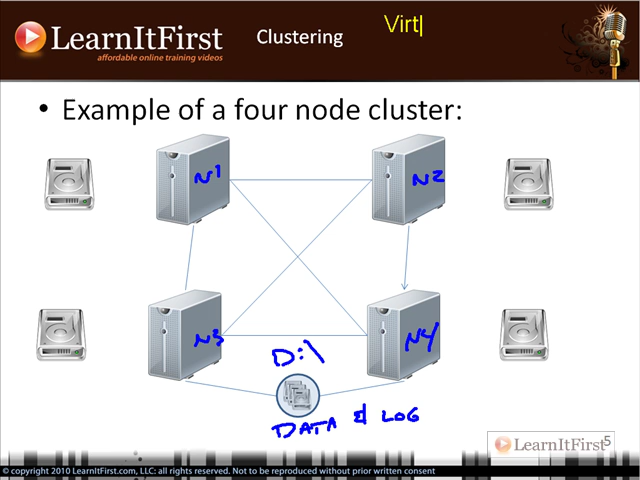 LearnItFirst
affordable online training videos
Clustering
Virt
• Example of a four node cluster:
N1
N2
N3
N4
D:\
DATA & LOG
LearnItFirst
5
© copyright 2010 LearnItFirst.com, LLC: all rights reserved. Not to be reproduced without prior written consent